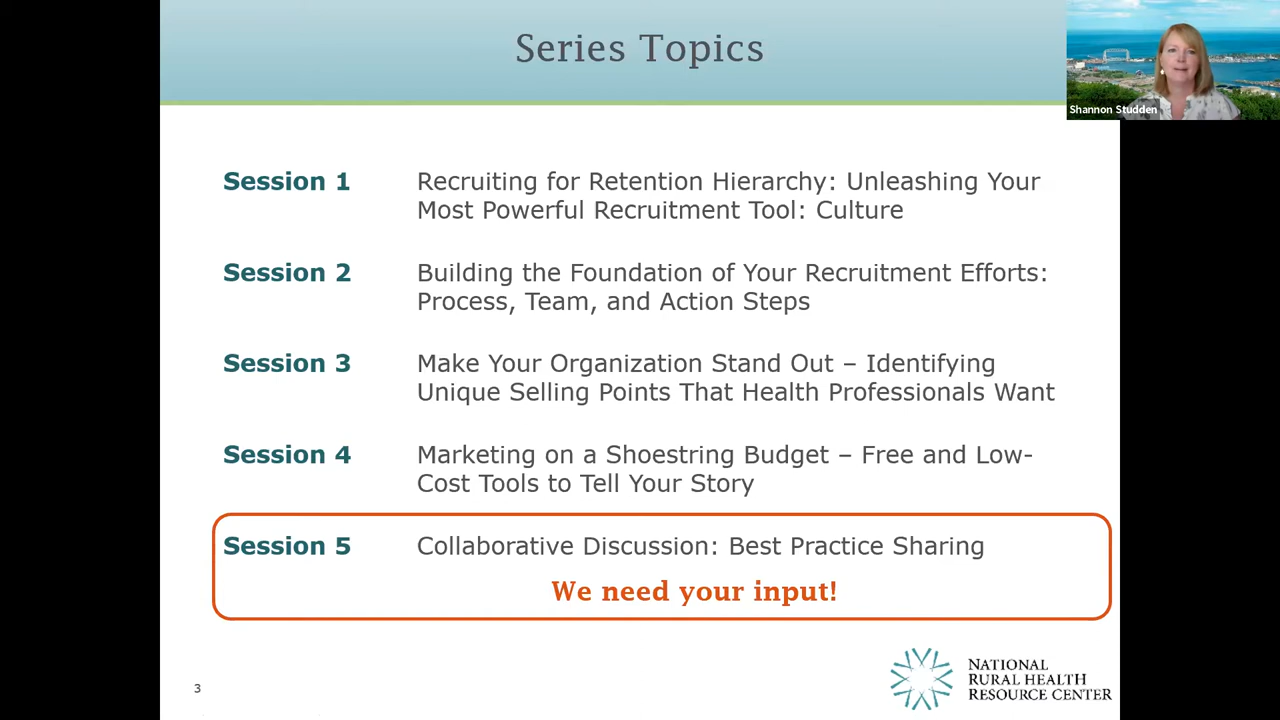 Series Topics
Shannon Studden
Session 1
Recruiting for Retention Hierarchy: Unleashing Your
Most Powerful Recruitment Tool: Culture
Session 2
Building the Foundation of Your Recruitment Efforts:
Process, Team, and Action Steps
Session 3
Make Your Organization Stand Out – Identifying
Unique Selling Points That Health Professionals Want
Session 4
Marketing on a Shoestring Budget – Free and Low-
Cost Tools to Tell Your Story
Session 5
Collaborative Discussion: Best Practice Sharing
We need your input!
3
NATIONAL
RURAL HEALTH
RESOURCE CENTER